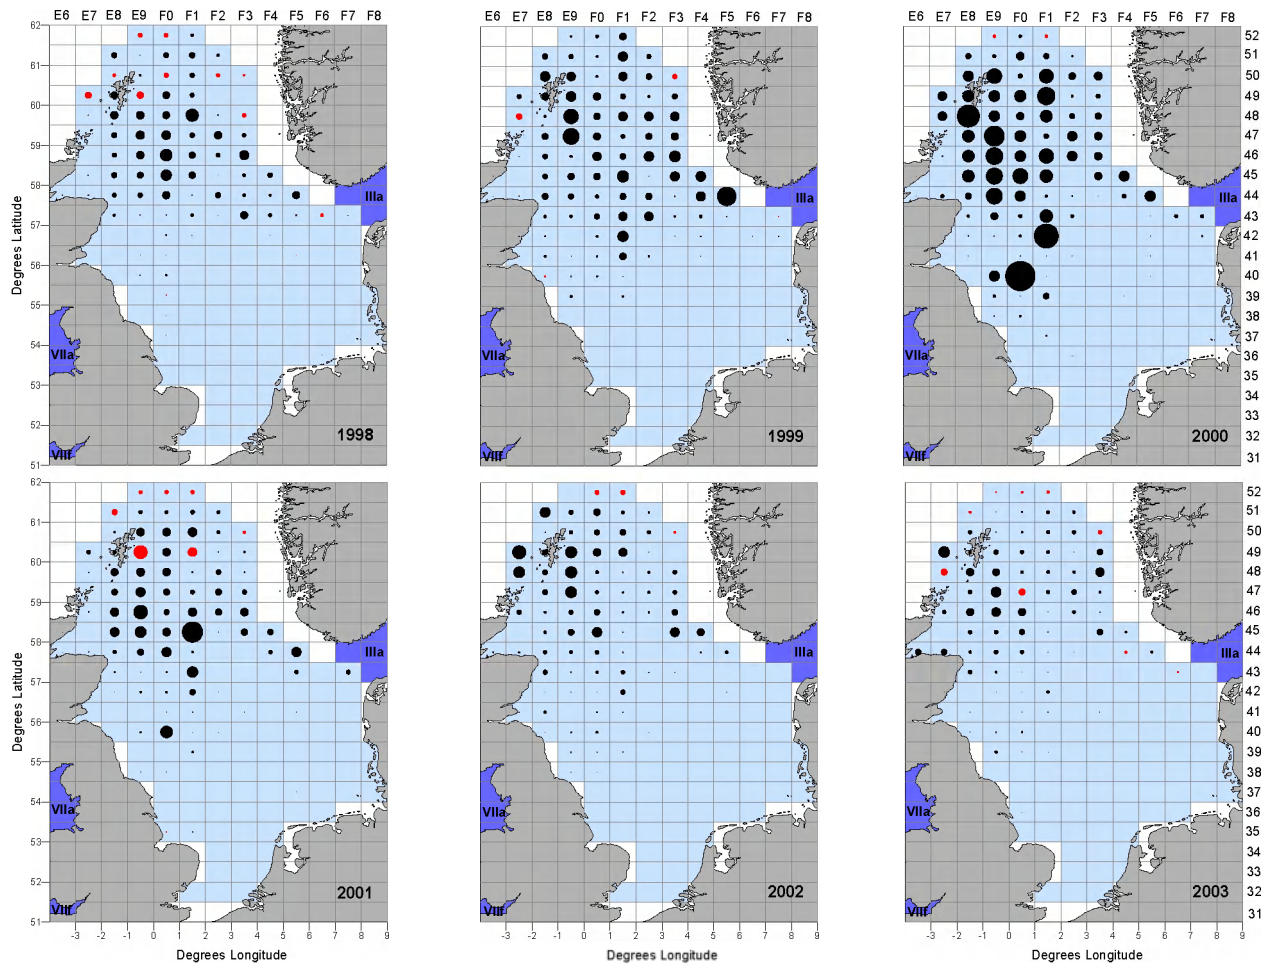 E6 E7 E8 E9 F0 F1 F2 F3 F4 F5 F6 F7 F8
E6 E7 E8 E9 F0 F1 F2 F3 F4 F5 F6 F7 F8
E6 E7 E8 E9 F0 F1 F2 F3 F4 F5 F6 F7 F8
62
61
60
59
58
57
56
55
54
53
52
51
Degrees Latitude
IIIa
VIIa
VIIf
1998
IIIa
VIIa
VIIf
1999
IIIa
VIIa
VIIf
2000
52
51
50
49
48
47
46
45
44
43
42
41
40
39
38
37
36
35
34
33
32
31
62
61
60
59
58
57
56
55
54
53
52
51
Degrees Latitude
IIIa
VIIa
VIIf
2001
IIIa
VIIa
VIIf
2002
IIIa
VIIa
VIIf
2003
52
51
50
49
48
47
46
45
44
43
42
41
40
39
38
37
36
35
34
33
32
31
-3 -2 -1 0 1 2 3 4 5 6 7 8 9
-3 -2 -1 0 1 2 3 4 5 6 7 8 9
-3 -2 -1 0 1 2 3 4 5 6 7 8 9
Degrees Longitude
Degrees Longitude
Degrees Longitude